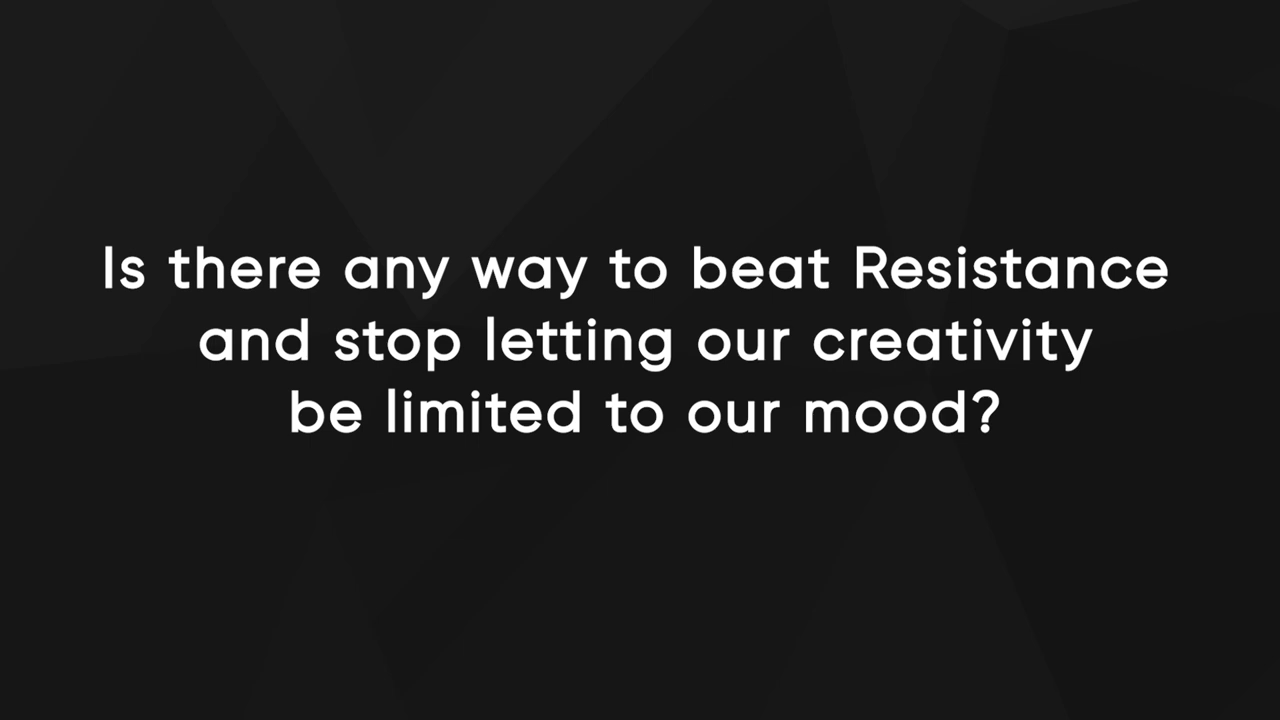 Is there any way to beat Resistance
and stop letting our creativity
be limited to our mood?